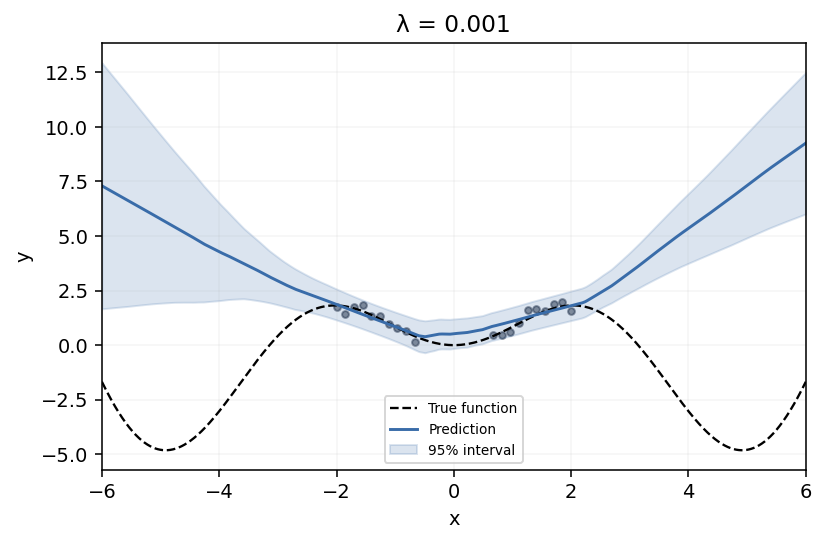 λ = 0.001
12.5
10.0
7.5
5.0
2.5
0.0
−2.5
−5.0
y
True function
Prediction
95% interval
−6
−4
−2
0
2
4
6
x